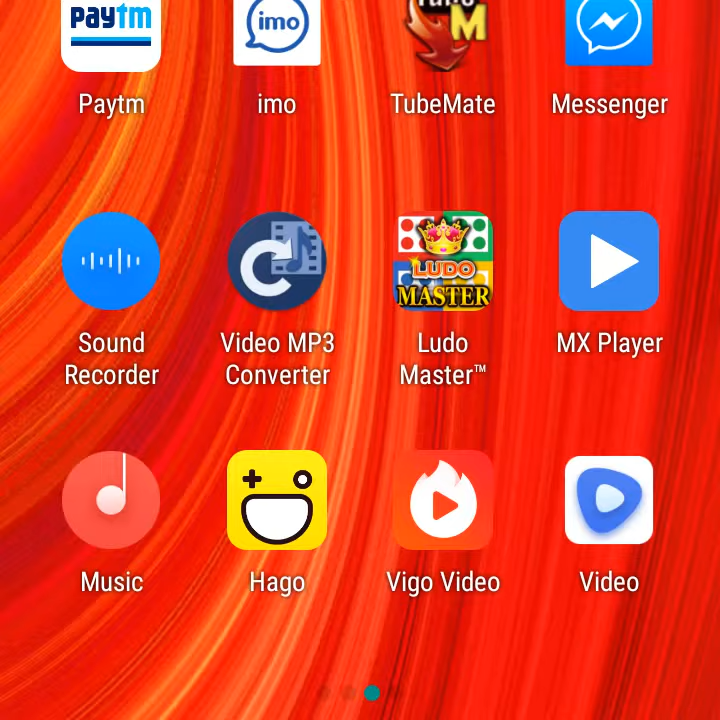 paytm
imo
M
Paytm
imo
TubeMate
Messenger
LUDO
MASTER
Sound
Recorder
Video MP3
Converter
Ludo
Master™
MX Player
Music
Hago
Vigo Video
Video